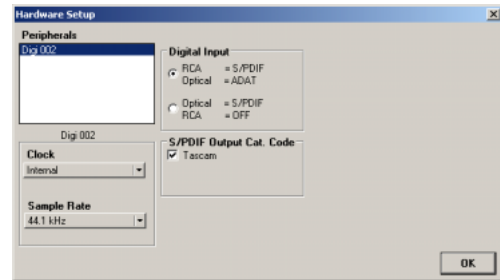 Hardware Setup
Peripherals
Digi 002
Digi 002
Clock
Internal
Sample Rate
44.1 kHz
Digital Input
RCA = S/PDIF
Optical = ADAT
Optical = S/PDIF
RCA = OFF
S/PDIF Output Cat. Code
Tascam
OK